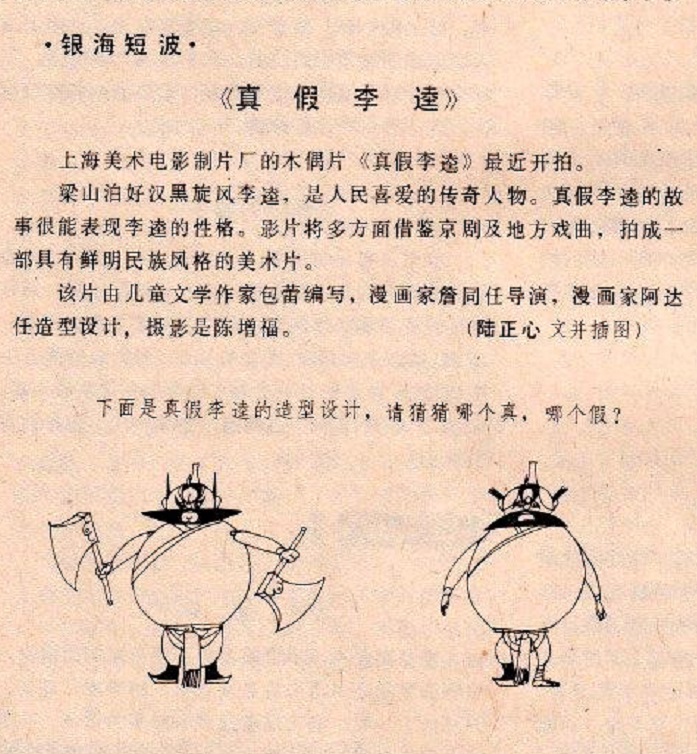 ·银海短波·
《真假李逵》
上海美术电影制片厂的木偶片《真假李逵》最近开拍。
梁山泊好汉黑旋风李逵，是人民喜爱的传奇人物。真假李逵的故
事很能表现李逵的性格。影片将多方面借鉴京剧及地方戏曲，拍成一
部具有鲜明民族风格的美术片。
该片由儿童文学作家包蕾编写，漫画家詹同任导演，漫画家阿达
任造型设计，摄影是陈增福。（陆正心 文并插图）
下面是真假李逵的造型设计，请猜猜哪个真，哪个假？